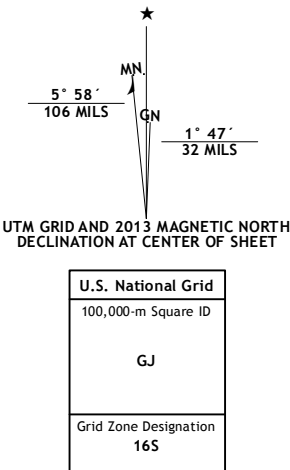 ★
MN.
5° 58´
106 MILS
GN
1° 47´
32 MILS
UTM GRID AND 2013 MAGNETIC NORTH
DECLINATION AT CENTER OF SHEET
U.S. National Grid
100,000-m Square ID
GJ
Grid Zone Designation
16S